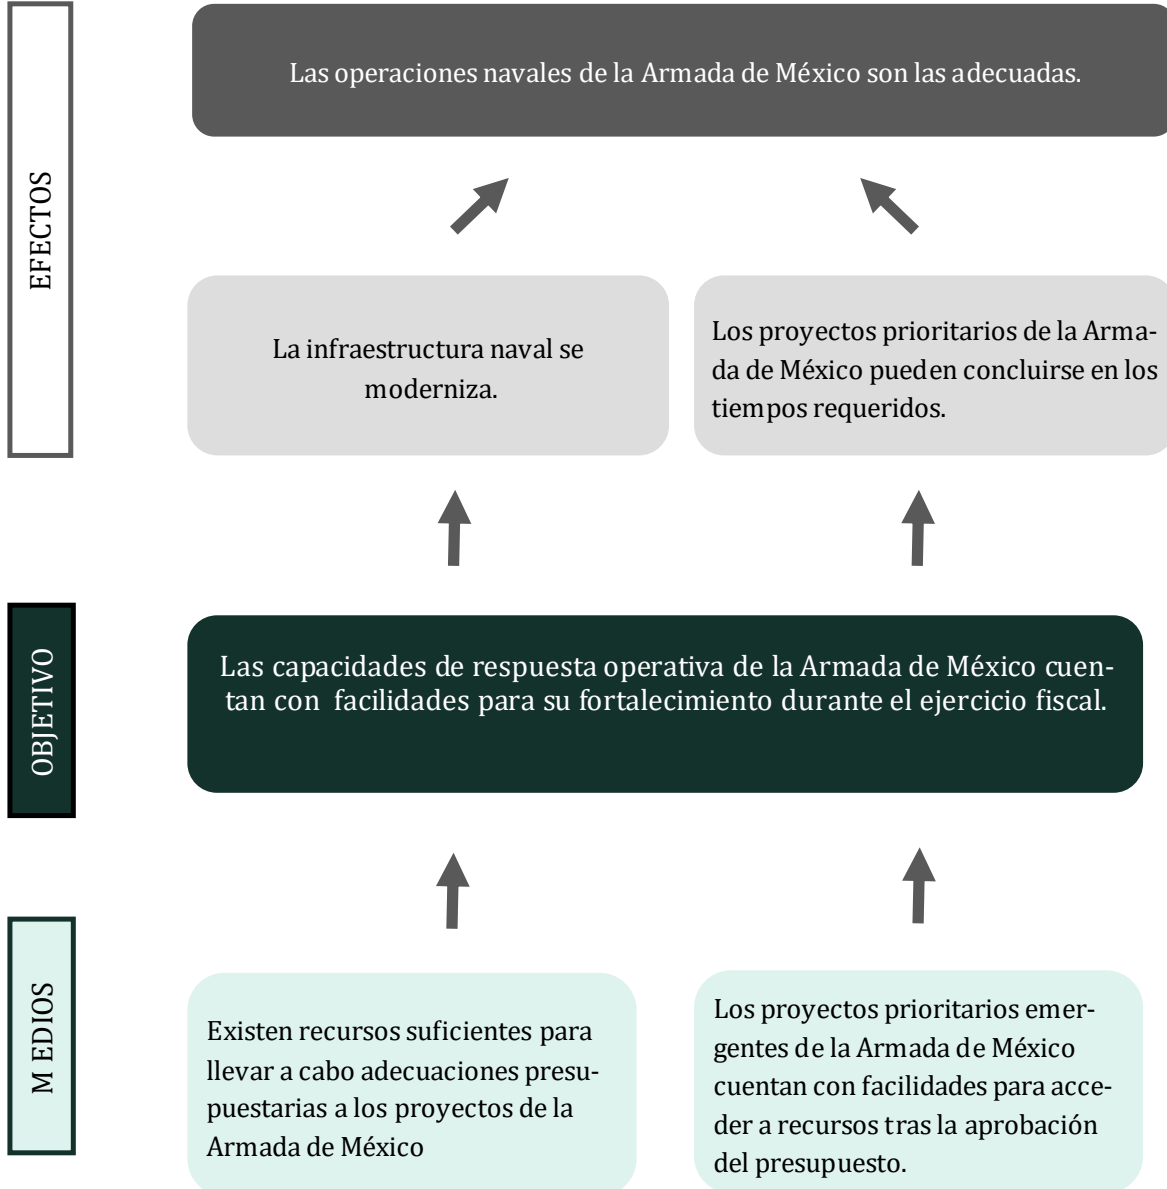 EFECTOS
Las operaciones navales de la Armada de México son las adecuadas.
La infraestructura naval se
moderniza.
Los proyectos prioritarios de la Arma-
da de México pueden concluirse en los
tiempos requeridos.
OBJETIVO
Las capacidades de respuesta operativa de la Armada de México cuen-
tan con facilidades para su fortalecimiento durante el ejercicio fiscal.
M EDIOS
Existen recursos suficientes para
llevar a cabo adecuaciones presu-
puestarias a los proyectos de la
Armada de México
Los proyectos prioritarios emer-
gentes de la Armada de México
cuentan con facilidades para acce-
der a recursos tras la aprobación
del presupuesto.